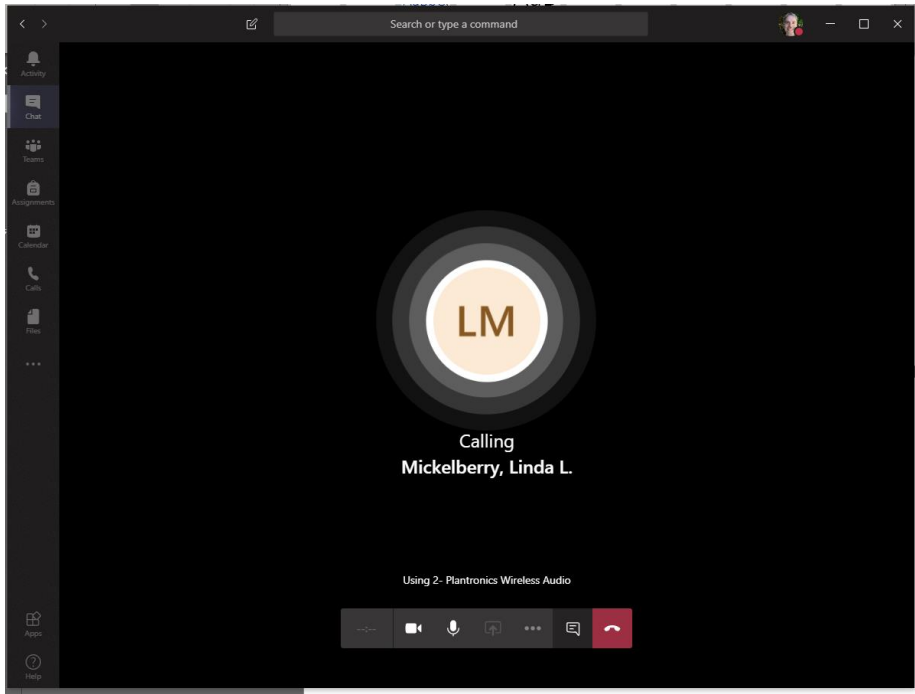 Search or type a command
Activity
Chat
Teams
Assignments
Calendar
Calls
Files
LM
Calling
Mickelberry, Linda L.
Using 2- Plantronics Wireless Audio
--:--
Apps
Help